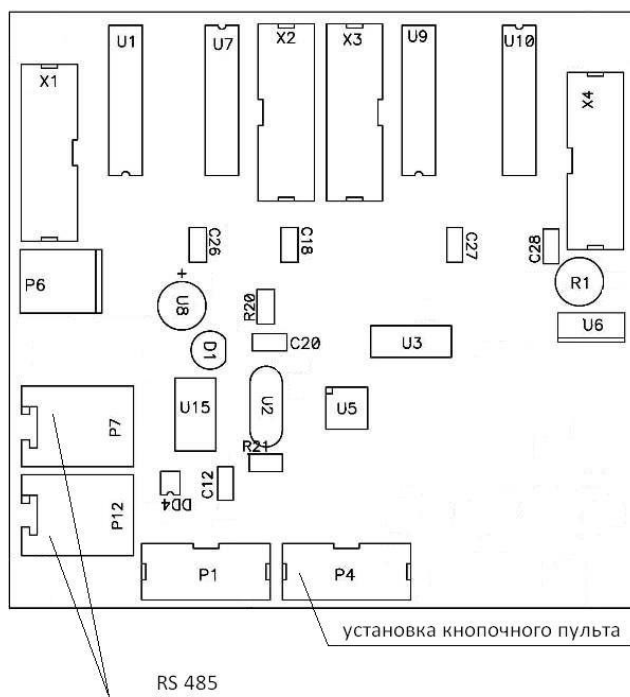 U1
U7
X2
X3
U9
U10
X1
X4
C26
C18
C27
C28
P6
+
U8
R20
R1
D1
C20
U3
U6
U15
U2
U5
P7
R21
C12
DD4
P12
P1
P4
установка кнопочного пульта
RS 485